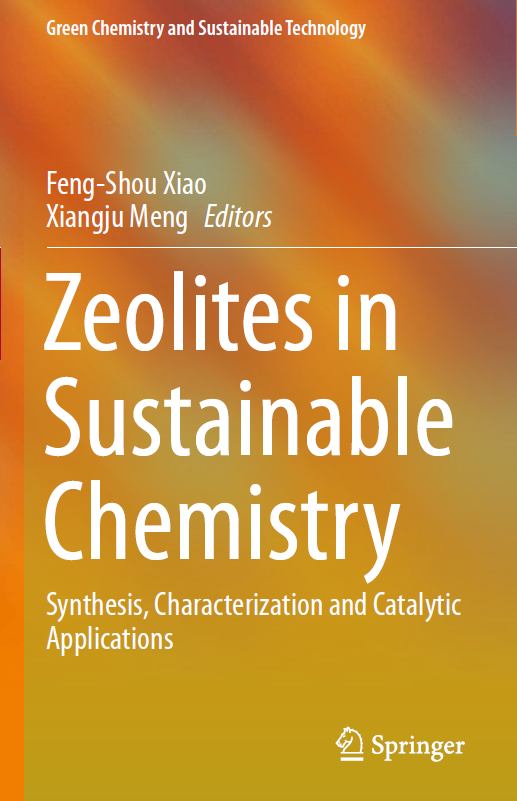 Green Chemistry and Sustainable Technology
Feng-Shou Xiao
Xiangju Meng Editors
Zeolites in
Sustainable
Chemistry
Synthesis, Characterization and Catalytic
Applications
Springer